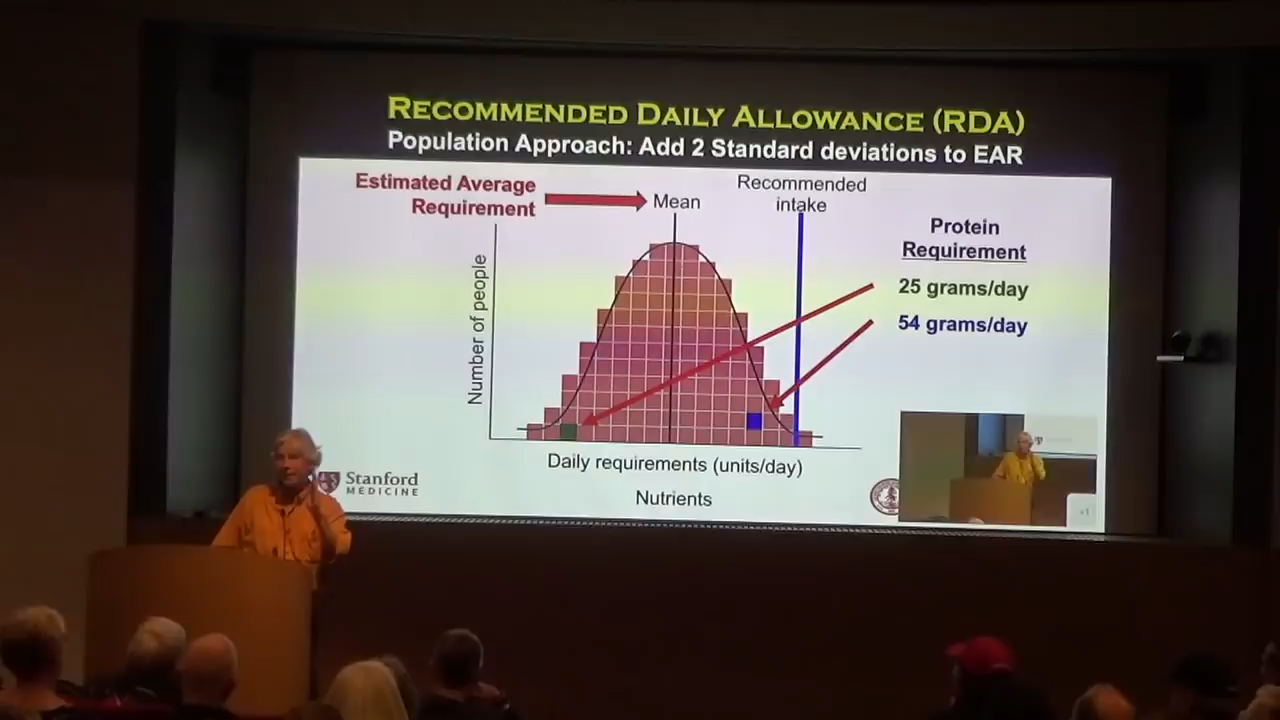 RECOMMENDED DAILY ALLOWANCE (RDA)
Population Approach: Add 2 Standard deviations to EAR
Estimated Average
Requirement
Mean
Recommended
intake
Protein
Requirement
25 grams/day
54 grams/day
Number of people
Daily requirements (units/day)
Nutrients
Stanford
MEDICINE
+1